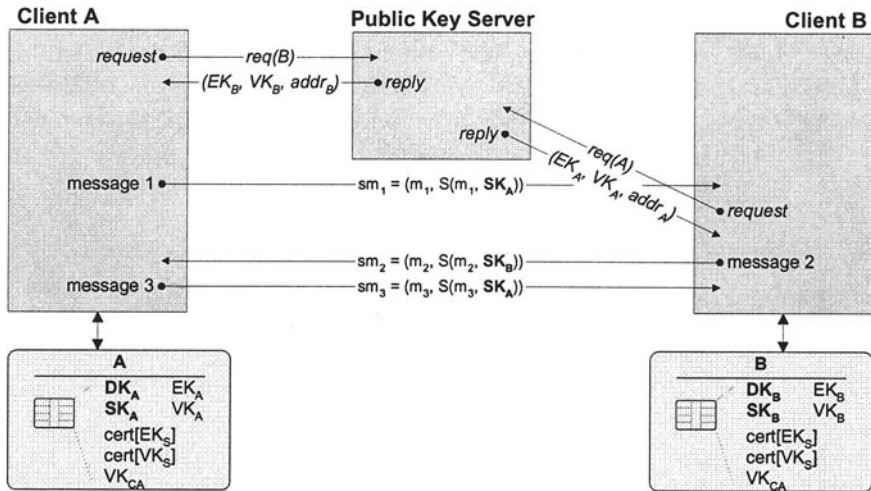 Client A
Public Key Server
Client B
request
req(B)
(EK_B, VK_B, addr_B)
reply
reply
req(A)
(EK_A, VK_A, addr_A)
message 1
sm_1 = (m_1, S(m_1, SK_A))
request
sm_2 = (m_2, S(m_2, SK_B))
message 2
message 3
sm_3 = (m_3, S(m_3, SK_A))
A
DK_A EK_A
SK_A VK_A
cert[EK_S]
cert[VK_S]
VK_CA
B
DK_B EK_B
SK_B VK_B
cert[EK_S]
cert[VK_S]
VK_CA